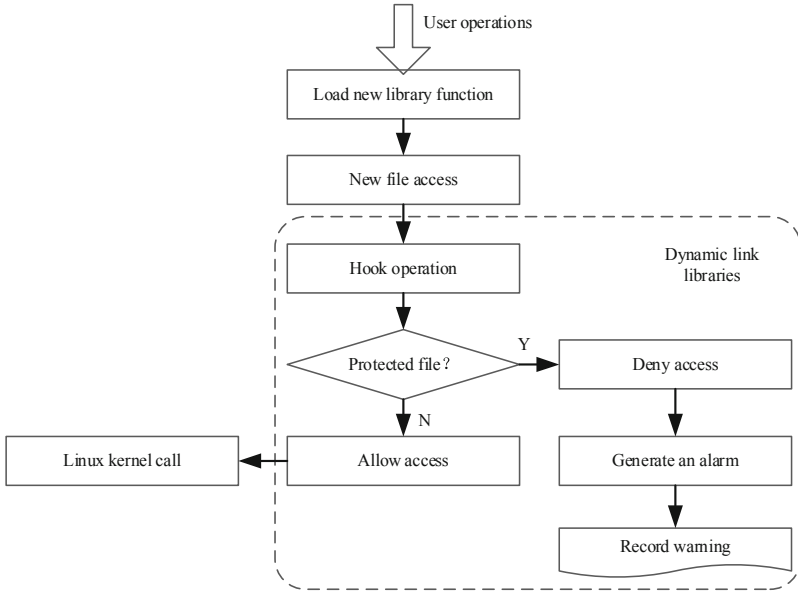 User operations
Load new library function
New file access
Hook operation
Dynamic link
libraries
Protected file?
Y
Deny access
N
Linux kernel call
Allow access
Generate an alarm
Record warning